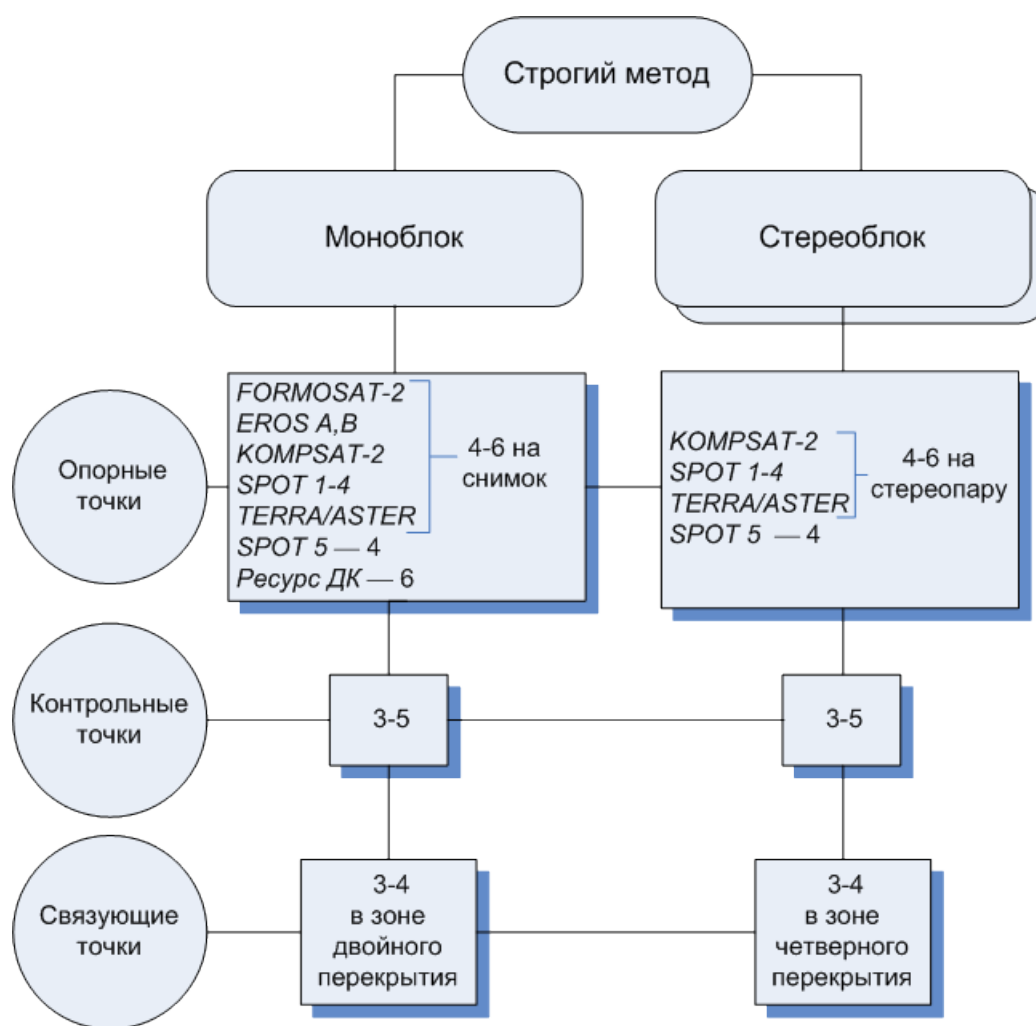 Строгий метод
Моноблок
Стереоблок
Опорные
точки
FORMOSAT-2
EROS A,B
KOMPSAT-2
SPOT 1-4
TERRA/ASTER
SPOT 5 — 4
Ресурс ДК — 6
4-6 на
снимок
KOMPSAT-2
SPOT 1-4
TERRA/ASTER
SPOT 5 — 4
4-6 на
стереопару
Контрольные
точки
3-5
3-5
Связующие
точки
3-4
в зоне
двойного
перекрытия
3-4
в зоне
четверного
перекрытия